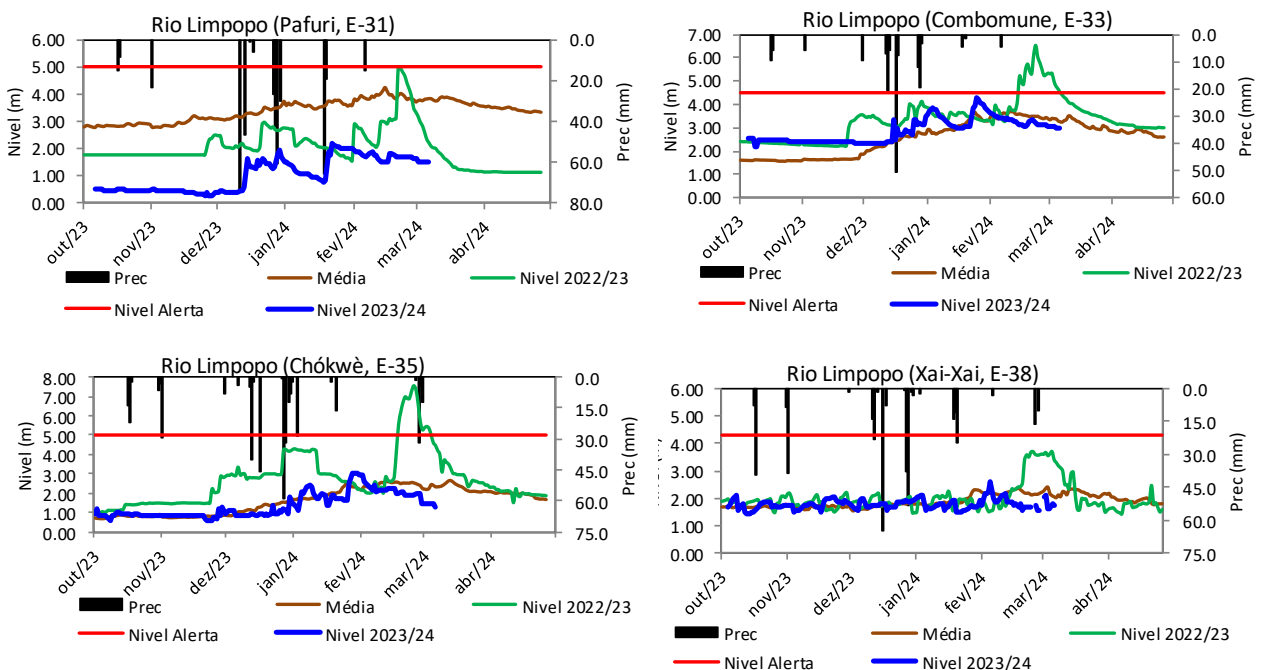 Rio Limpopo (Pafuri, E-31)
6.00
5.00
4.00
3.00
2.00
1.00
0.00
Nivel (m)
0.0
20.0
40.0
60.0
80.0
Prec (mm)
out/23
nov/23
dez/23
jan/24
fev/24
mar/24
abr/24
Prec
Média
Nivel 2022/23
Nivel Alerta
Nivel 2023/24
Rio Limpopo (Combomune, E-33)
7.00
6.00
5.00
4.00
3.00
2.00
1.00
0.00
Nivel (m)
0.0
10.0
20.0
30.0
40.0
50.0
60.0
Prec (mm)
out/23
nov/23
dez/23
jan/24
fev/24
mar/24
abr/24
Prec
Média
Nivel 2022/23
Nivel Alerta
Nivel 2023/24
Rio Limpopo (Chókwè, E-35)
8.00
7.00
6.00
5.00
4.00
3.00
2.00
1.00
0.00
Nivel (m)
0.0
15.0
30.0
45.0
60.0
75.0
Prec (mm)
out/23
nov/23
dez/23
jan/24
fev/24
mar/24
abr/24
Prec
Média
Nivel 2022/23
Nivel Alerta
Nivel 2023/24
Rio Limpopo (Xai-Xai, E-38)
6.00
5.00
4.00
3.00
2.00
1.00
0.00
0.0
15.0
30.0
45.0
60.0
75.0
Prec (mm)
out/23
nov/23
dez/23
jan/24
fev/24
mar/24
abr/24
Prec
Média
Nivel 2022/23
Nivel Alerta
Nivel 2023/24